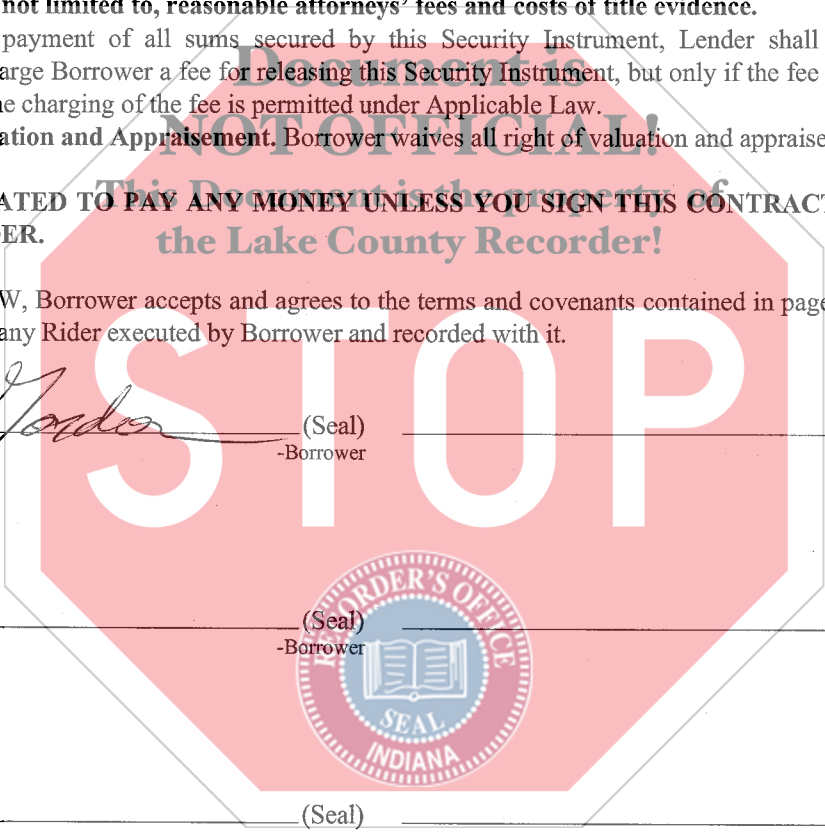 not limited to, reasonable attorneys' fees and costs of title evidence.
payment of all sums secured by this Security Instrument, Lender shall
arge Borrower a fee for releasing this Security Instrument, but only if the fee
e charging of the fee is permitted under Applicable Law.
ation and Appraisement. Borrower waives all right of valuation and appraise
ATED TO PAY ANY MONEY UNLESS YOU SIGN THIS CONTRACT
ER.
W, Borrower accepts and agrees to the terms and covenants contained in page
any Rider executed by Borrower and recorded with it.
Document is
NOT OFFICIAL!
This Document is the property of
the Lake County Recorder!
STOP
(Seal)
-Borrower
(Seal)
-Borrower
RECORDER'S OFFICE
SEAL
INDIANA
(Seal)